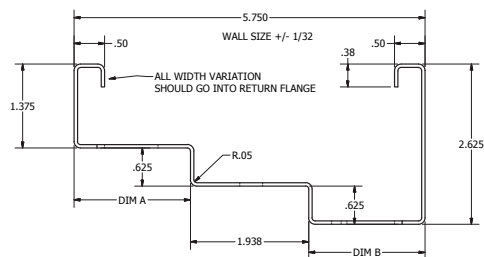 5.750
.50
WALL SIZE +/- 1/32
.50
.38
ALL WIDTH VARIATION
SHOULD GO INTO RETURN FLANGE
1.375
2.625
R.05
.625
.625
DIM A
1.938
DIM B